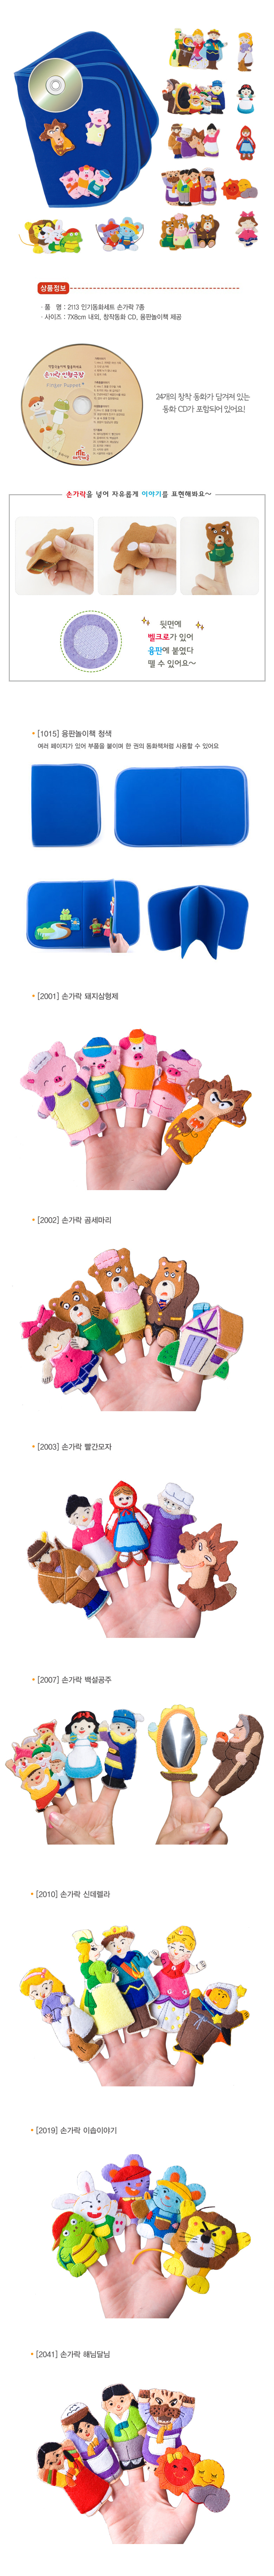 상품정보
· 품 명 : 2113 인기동화세트 손가락 7종
· 사이즈 : 7X8cm 내외, 창작동화 CD, 융판놀이책 제공
손가락 인형극장
Finger Puppet
24개의 창작 동화가 담겨져 있는
동화 CD가 포함되어 있어요!
손가락을 넣어 자유롭게 이야기를 표현해봐요~
뒷면에
벨크로가 있어
융판에 붙였다
뗄 수 있어요~
• [1015] 융판놀이책 청색
여러 페이지가 있어 부품을 붙이며 한 권의 동화책처럼 사용할 수 있어요
• [2001] 손가락 돼지삼형제
• [2002] 손가락 곰세마리
• [2003] 손가락 빨간모자
• [2007] 손가락 백설공주
• [2010] 손가락 신데렐라
• [2019] 손가락 이솝이야기
• [2041] 손가락 해님달님